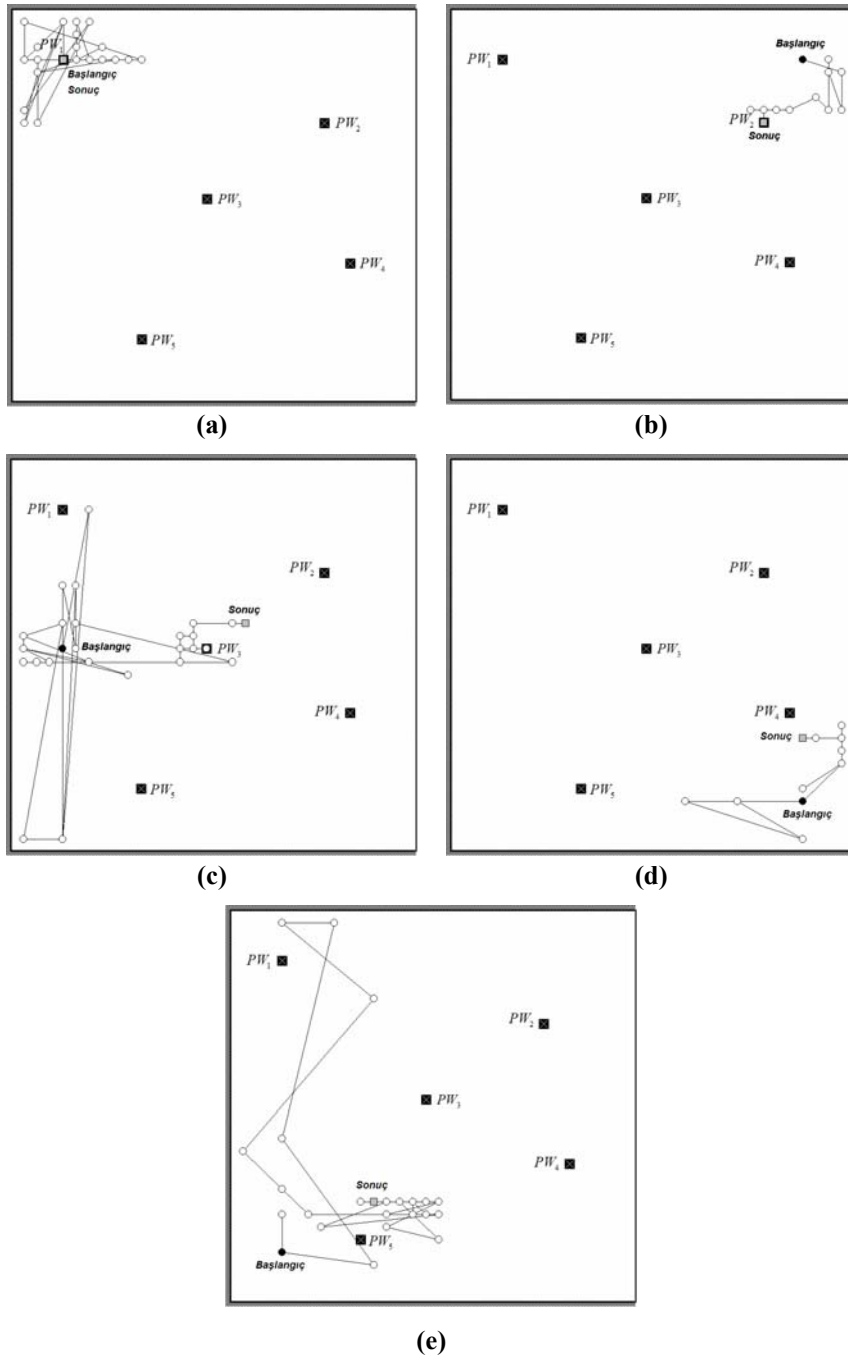 PW₁
Başlangıç
Sonuç
PW₂
PW₃
PW₄
PW₅
(a)
Başlangıç
PW₁
PW₂
Sonuç
PW₃
PW₄
PW₅
(b)
PW₁
PW₂
Sonuç
Başlangıç
PW₃
PW₄
PW₅
(c)
PW₁
PW₂
PW₃
PW₄
Sonuç
PW₅
Başlangıç
(d)
PW₁
PW₂
PW₃
PW₄
Sonuç
PW₅
Başlangıç
(e)